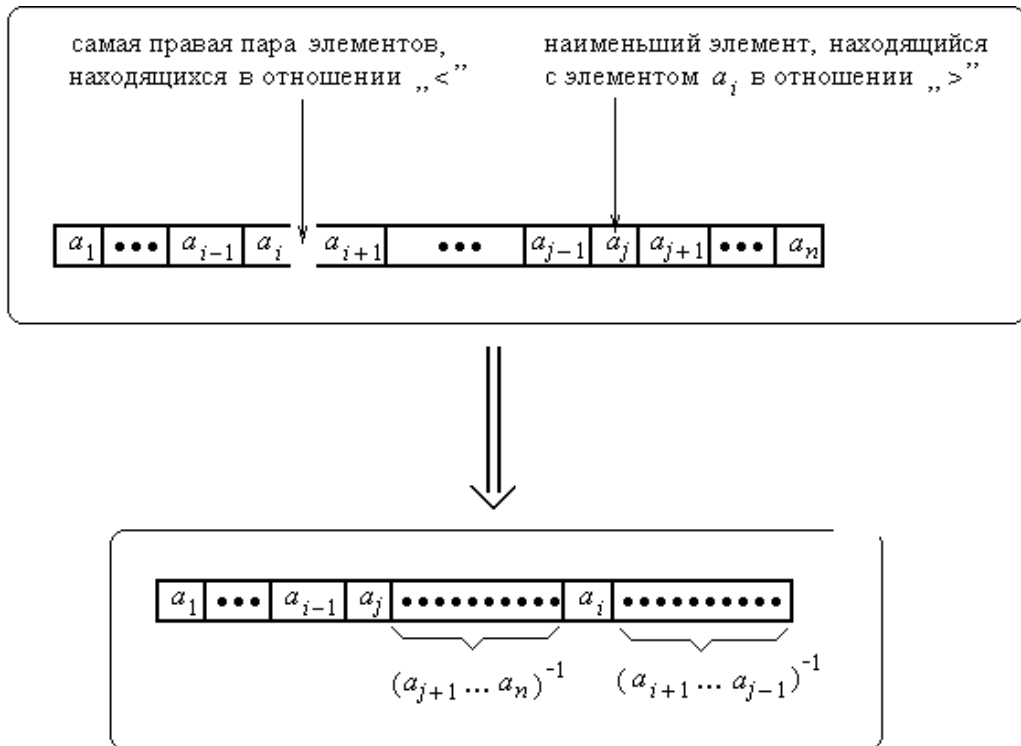 самая правая пара элементов,
находящихся в отношении „<”
наименьший элемент, находящийся
с элементом a_i в отношении „>”
a_1 ••• a_{i-1} a_i a_{i+1} ••• a_{j-1} a_j a_{j+1} ••• a_n
a_1 ••• a_{i-1} a_j •••••••••• a_i ••••••••••
(a_{j+1} ... a_n)^{-1} (a_{i+1} ... a_{j-1})^{-1}